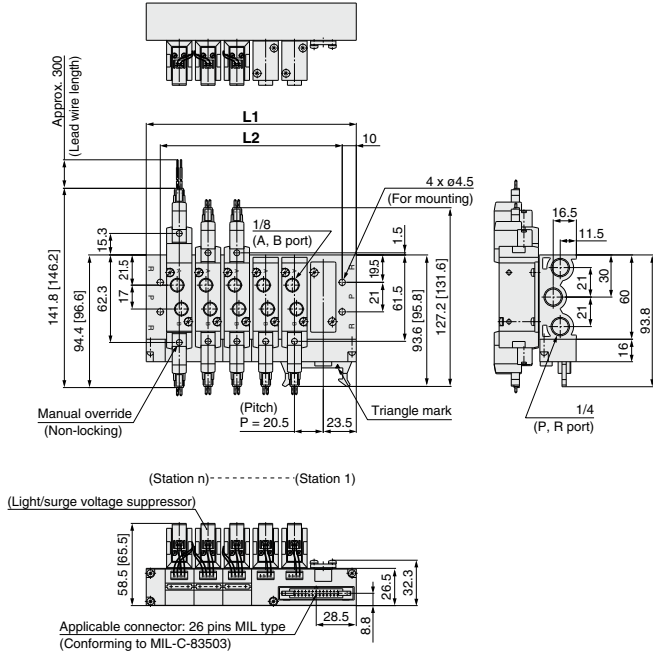 Approx. 300
(Lead wire length)
L1
L2
10
4 x ø4.5
(For mounting)
1/8
(A, B port)
15.3
21.5
17
62.3
141.8 [146.2]
94.4 [96.6]
1.5
19.5
21
61.5
93.6 [95.8]
127.2 [131.6]
16.5
11.5
21
21
30
60
16
93.8
R
P
R
R
P
R
Manual override
(Non-locking)
(Pitch)
P = 20.5
23.5
Triangle mark
1/4
(P, R port)
(Station n)
(Station 1)
(Light/surge voltage suppressor)
58.5 [65.5]
26.5
32.3
28.5
8.8
Applicable connector: 26 pins MIL type
(Conforming to MIL-C-83503)